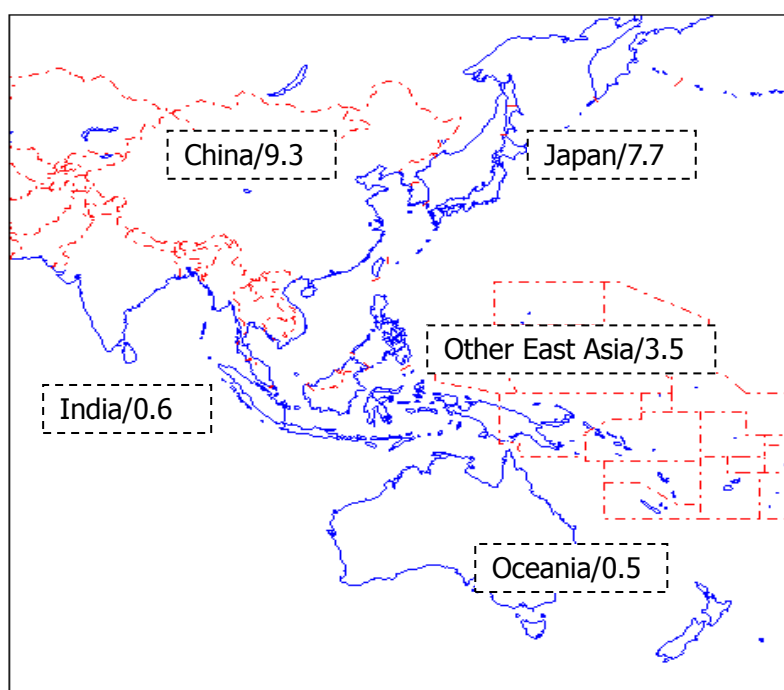 China/9.3
Japan/7.7
Other East Asia/3.5
India/0.6
Oceania/0.5